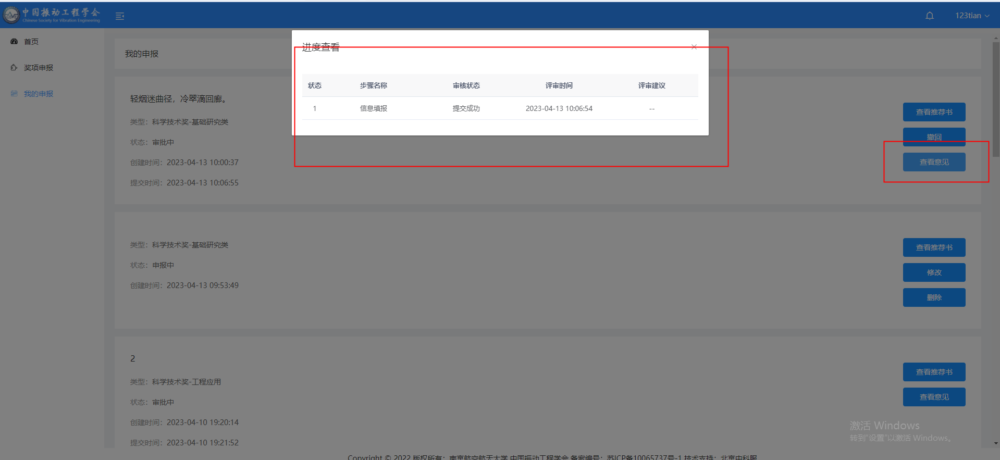 中国振动工程学会
Chinese Society for Vibration Engineering
CSVE
123tian
首页
奖项申报
我的申报
我的申报
进度查看
状态 步骤名称 审核状态 评审时间 评审建议
1 信息填报 提交成功 2023-04-13 10:06:54 --
轻烟迷曲径，冷翠滴回廊。
类型：科学技术奖-基础研究类
状态：审批中
创建时间：2023-04-13 10:00:37
提交时间：2023-04-13 10:06:55
查看推荐书
撤回
查看意见
类型：科学技术奖-基础研究类
状态：申报中
创建时间：2023-04-13 09:53:49
查看推荐书
修改
删除
2
类型：科学技术奖-工程应用
状态：审批中
创建时间：2023-04-10 19:20:14
提交时间：2023-04-10 19:21:52
查看推荐书
查看意见
激活 Windows
转到"设置"以激活 Windows。
Copyright © 2022 版权所有：南京航空航天大学 中国振动工程学会 备案编号：苏ICP备10065737号-1 技术支持：北京中科服